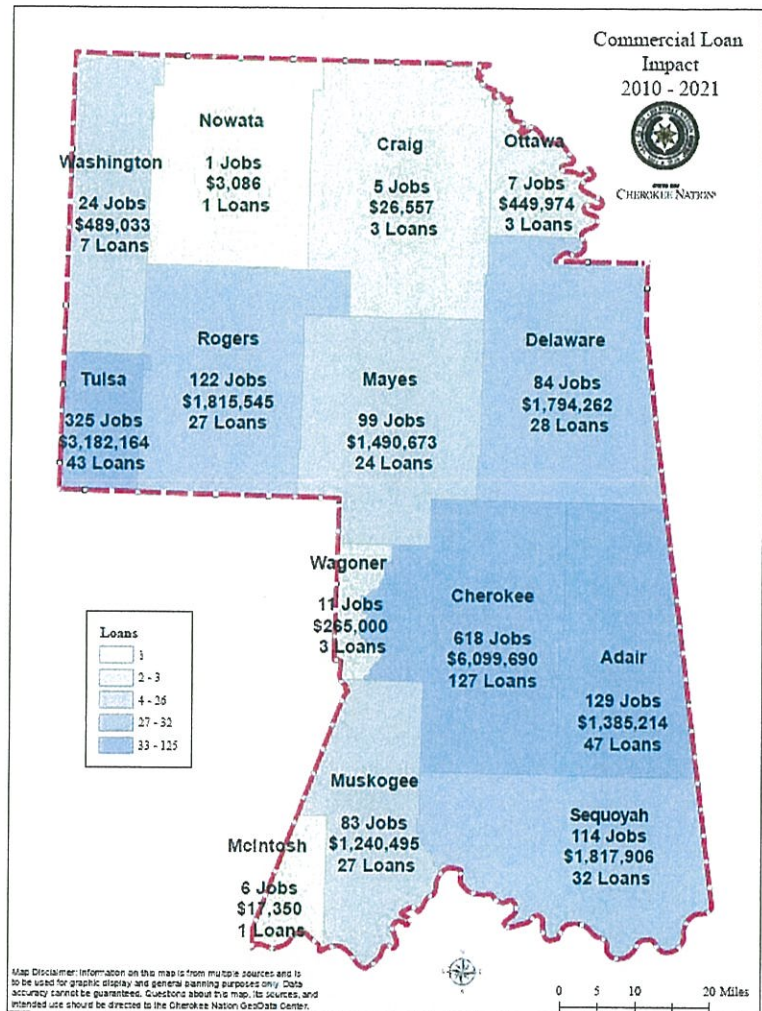 Commercial Loan
Impact
2010 - 2021
CHEROKEE NATION®
Nowata
1 Jobs
$3,086
1 Loans
Craig
5 Jobs
$26,557
3 Loans
Ottawa
7 Jobs
$449,974
3 Loans
Washington
24 Jobs
$489,033
7 Loans
Rogers
122 Jobs
$1,815,545
27 Loans
Delaware
84 Jobs
$1,794,262
28 Loans
Tulsa
325 Jobs
$3,182,164
43 Loans
Mayes
99 Jobs
$1,490,673
24 Loans
Wagoner
11 Jobs
$265,000
3 Loans
Cherokee
618 Jobs
$6,099,690
127 Loans
Adair
129 Jobs
$1,385,214
47 Loans
Loans
1
2 - 3
4 - 26
27 - 32
33 - 125
Muskogee
83 Jobs
$1,240,495
27 Loans
Sequoyah
114 Jobs
$1,817,906
32 Loans
McIntosh
6 Jobs
$17,350
1 Loans
Map Disclaimer: Information on this map is from multiple sources and is
to be used for graphic display and general planning purposes only. Data
accuracy cannot be guaranteed. Questions about this map, its sources, and
intended use should be directed to the Cherokee Nation GeoData Center.
0 5 10 20 Miles